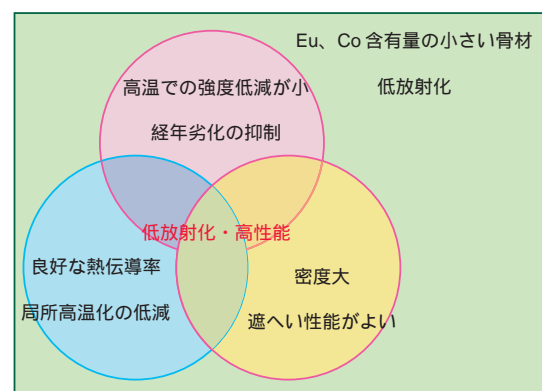 Eu、Co 含有量の小さい骨材
低放射化
高温での強度低減が小
経年劣化の抑制
低放射化・高性能
良好な熱伝導率
局所高温化の低減
密度大
遮へい性能がよい